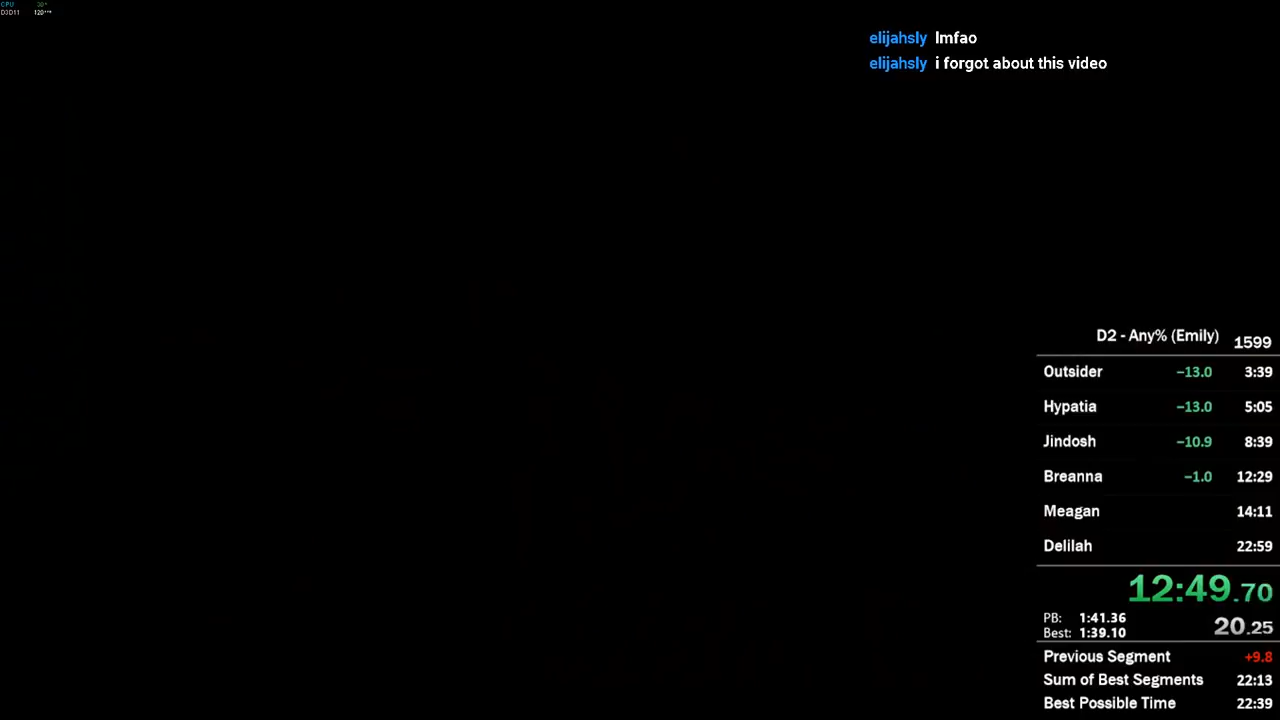 CPU 30°
D3D11
elijahsly lmfao
elijahsly i forgot about this video
D2 - Any% (Emily) 1599
Outsider −13.0 3:39
Hypatia −13.0 5:05
Jindosh −10.9 8:39
Breanna −1.0 12:29
Meagan 14:11
Delilah 22:59
12:49.70
PB: 1:41.36 20.25
Best: 1:39.10
Previous Segment +9.8
Sum of Best Segments 22:13
Best Possible Time 22:39